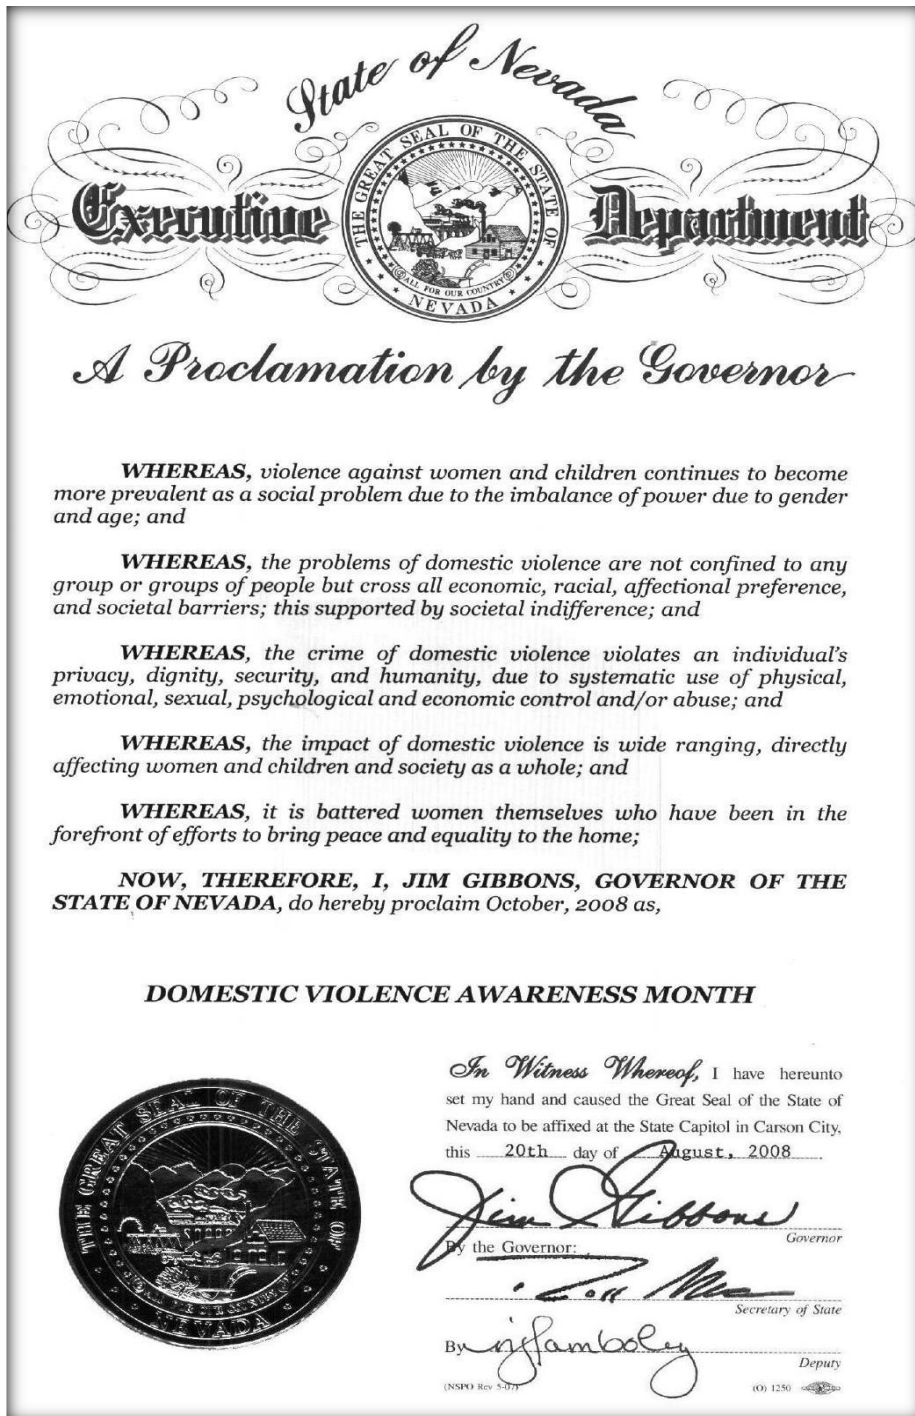 State of Nevada
Executive Department
THE GREAT SEAL OF THE STATE OF NEVADA
ALL FOR OUR COUNTRY
A Proclamation by the Governor
WHEREAS, violence against women and children continues to become
more prevalent as a social problem due to the imbalance of power due to gender
and age; and
WHEREAS, the problems of domestic violence are not confined to any
group or groups of people but cross all economic, racial, affectional preference,
and societal barriers; this supported by societal indifference; and
WHEREAS, the crime of domestic violence violates an individual's
privacy, dignity, security, and humanity, due to systematic use of physical,
emotional, sexual, psychological and economic control and/or abuse; and
WHEREAS, the impact of domestic violence is wide ranging, directly
affecting women and children and society as a whole; and
WHEREAS, it is battered women themselves who have been in the
forefront of efforts to bring peace and equality to the home;
NOW, THEREFORE, I, JIM GIBBONS, GOVERNOR OF THE
STATE OF NEVADA, do hereby proclaim October, 2008 as,
DOMESTIC VIOLENCE AWARENESS MONTH
In Witness Whereof, I have hereunto
set my hand and caused the Great Seal of the State of
Nevada to be affixed at the State Capitol in Carson City,
this 20th day of August, 2008
Jim Gibbons
Governor
By the Governor:
Secretary of State
By
Deputy
(NSPO Rev 5-07)
(O) 1250
THE GREAT SEAL OF THE STATE OF NEVADA
ALL FOR OUR COUNTRY